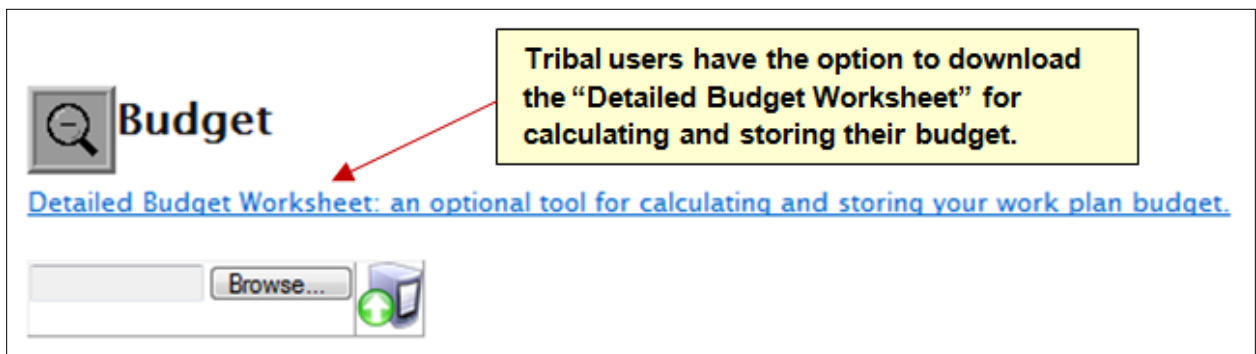 Tribal users have the option to download
the “Detailed Budget Worksheet” for
calculating and storing their budget.
Budget
Detailed Budget Worksheet: an optional tool for calculating and storing your work plan budget.
Browse...